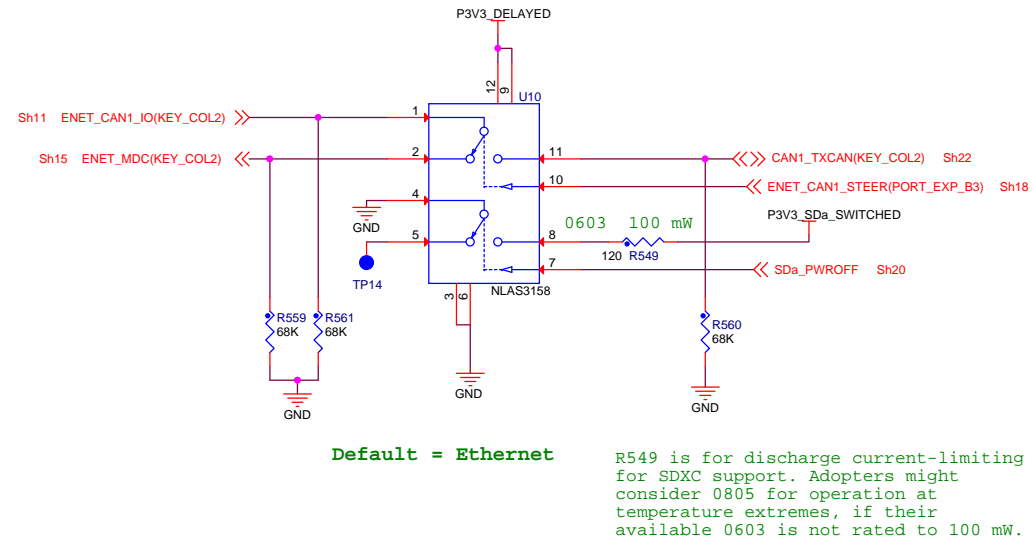 P3V3_DELAYED
12
9
U10
Sh11 ENET_CAN1_IO(KEY_COL2)
1
Sh15 ENET_MDC(KEY_COL2)
2
11
CAN1_TXCAN(KEY_COL2) Sh22
10
ENET_CAN1_STEER(PORT_EXP_B3) Sh18
4
GND
0603 100 mW
P3V3_SDa_SWITCHED
5
8
120 R549
7
SDa_PWROFF Sh20
TP14
3
6
NLAS3158
R559
68K
R561
68K
R560
68K
GND
GND
GND
Default = Ethernet
R549 is for discharge current-limiting
for SDXC support. Adopters might
consider 0805 for operation at
temperature extremes, if their
available 0603 is not rated to 100 mW.